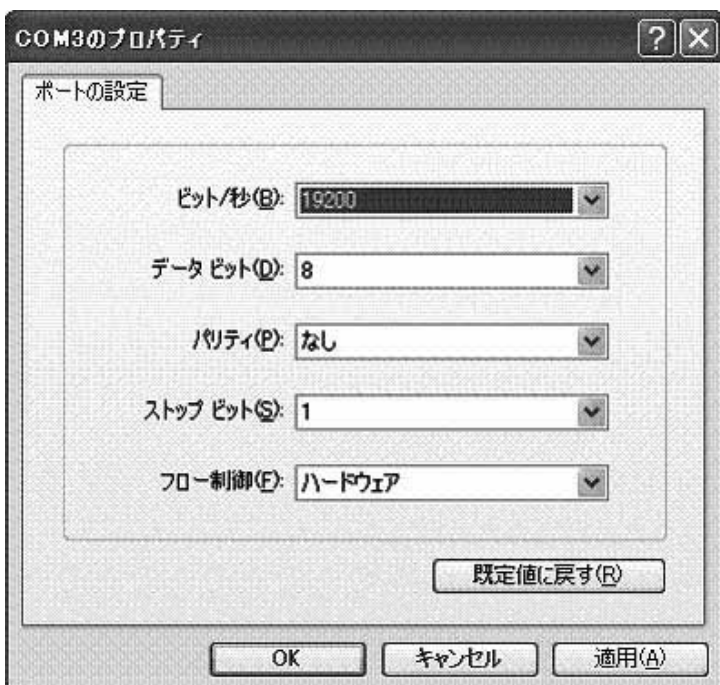 COM3のプロパティ
ポートの設定
ビット/秒(B): 19200
データ ビット(D): 8
パリティ(P): なし
ストップ ビット(S): 1
フロー制御(F): ハードウェア
既定値に戻す(R)
OK キャンセル 適用(A)